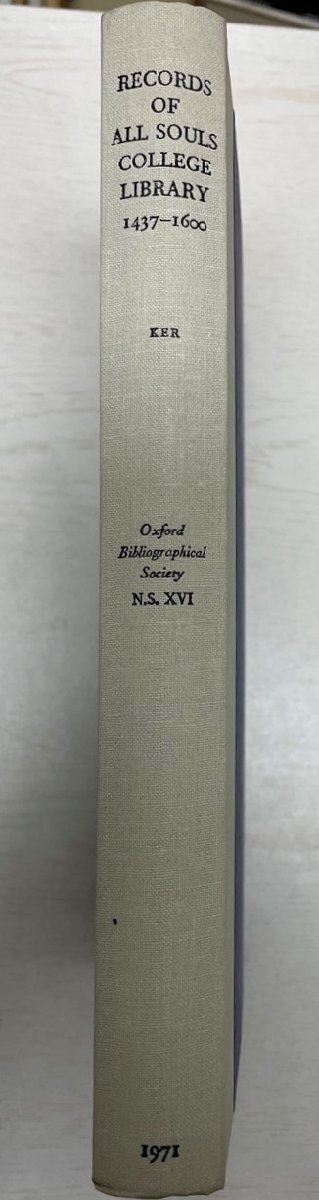 RECORDS
OF
ALL SOULS
COLLEGE
LIBRARY
1437–1600
KER
Oxford
Bibliographical
Society
N.S. XVI
1971